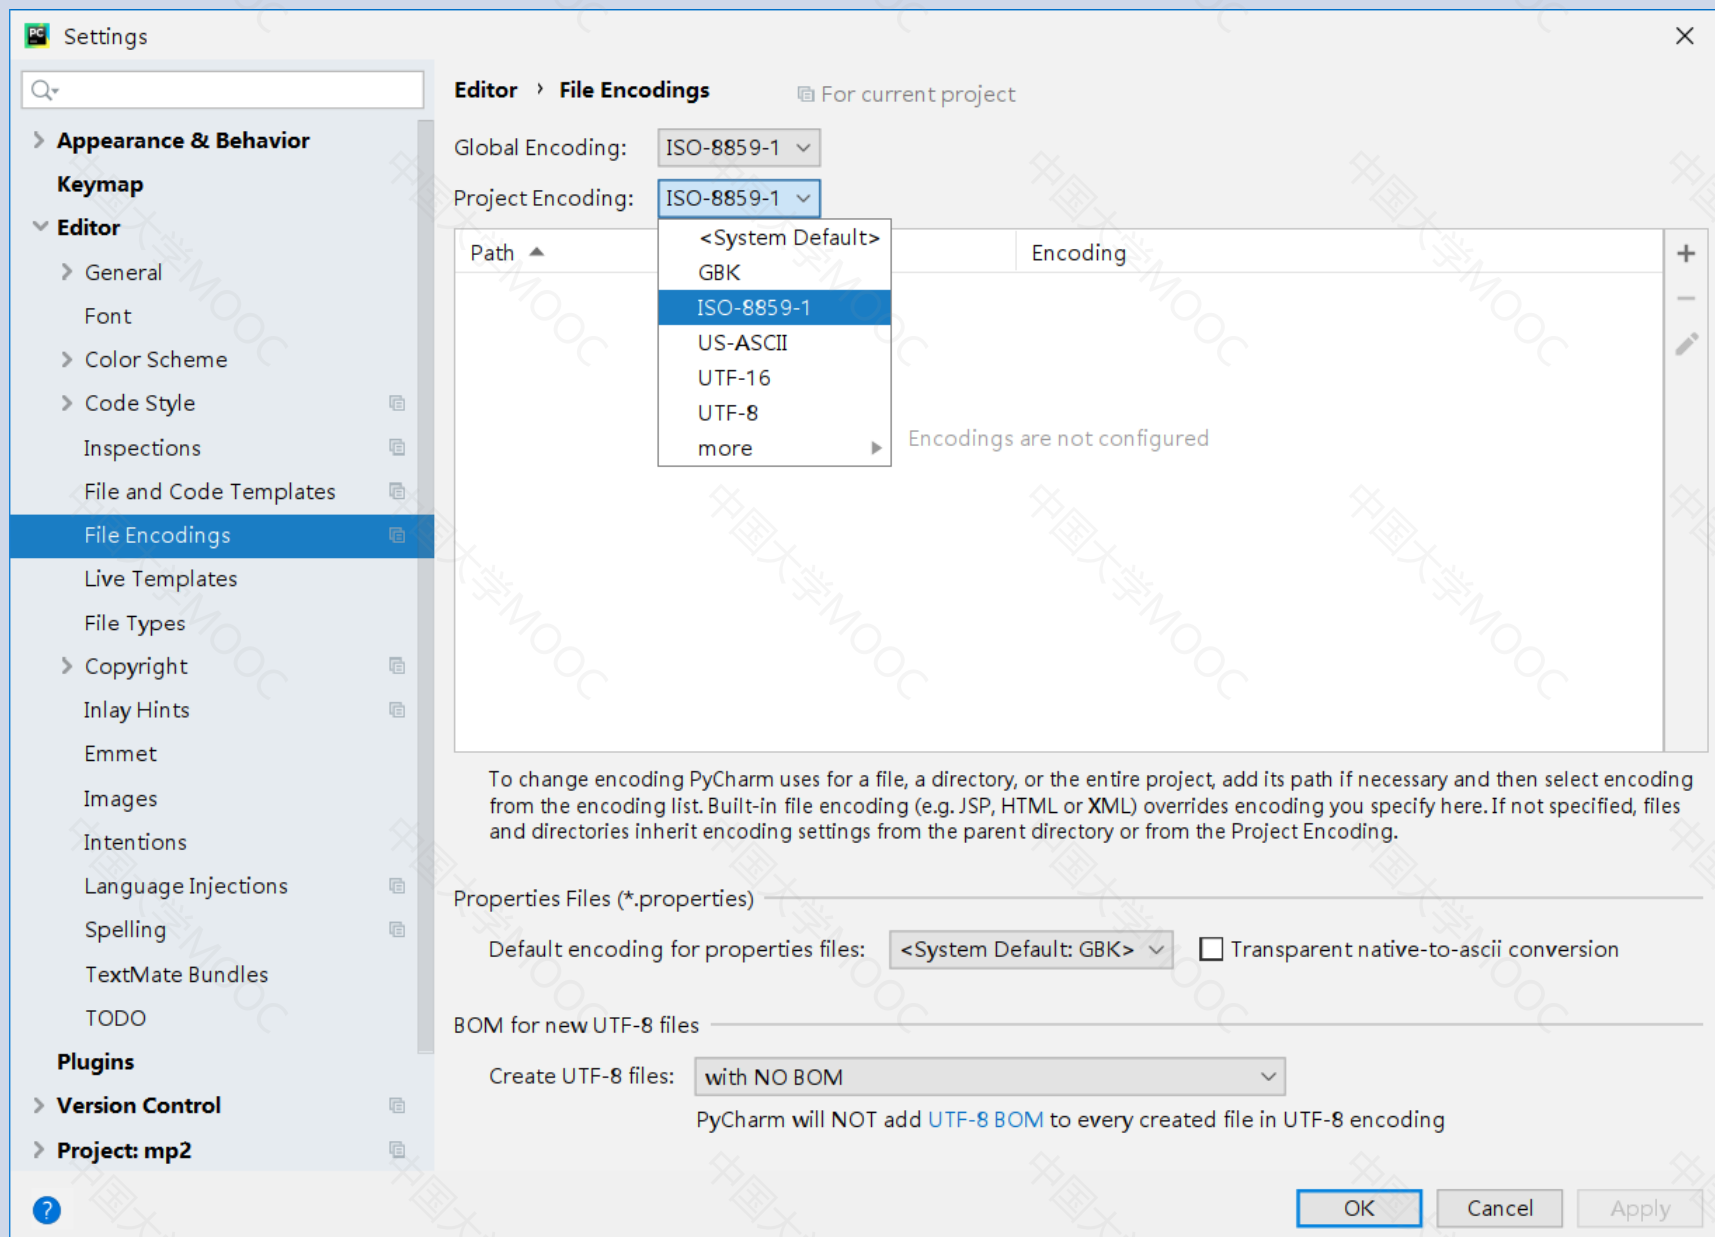 PC Settings
Editor › File Encodings For current project
Appearance & Behavior
Keymap
Editor
General
Font
Color Scheme
Code Style
Inspections
File and Code Templates
File Encodings
Live Templates
File Types
Copyright
Inlay Hints
Emmet
Images
Intentions
Language Injections
Spelling
TextMate Bundles
TODO
Plugins
Version Control
Project: mp2
?
Global Encoding: ISO-8859-1
Project Encoding: ISO-8859-1
<System Default>
GBK
ISO-8859-1
US-ASCII
UTF-16
UTF-8
more
Path Encoding
Encodings are not configured
To change encoding PyCharm uses for a file, a directory, or the entire project, add its path if necessary and then select encoding
from the encoding list. Built-in file encoding (e.g. JSP, HTML or XML) overrides encoding you specify here. If not specified, files
and directories inherit encoding settings from the parent directory or from the Project Encoding.
Properties Files (*.properties)
Default encoding for properties files: <System Default: GBK> Transparent native-to-ascii conversion
BOM for new UTF-8 files
Create UTF-8 files: with NO BOM
PyCharm will NOT add UTF-8 BOM to every created file in UTF-8 encoding
OK Cancel Apply
中国大学MOOC